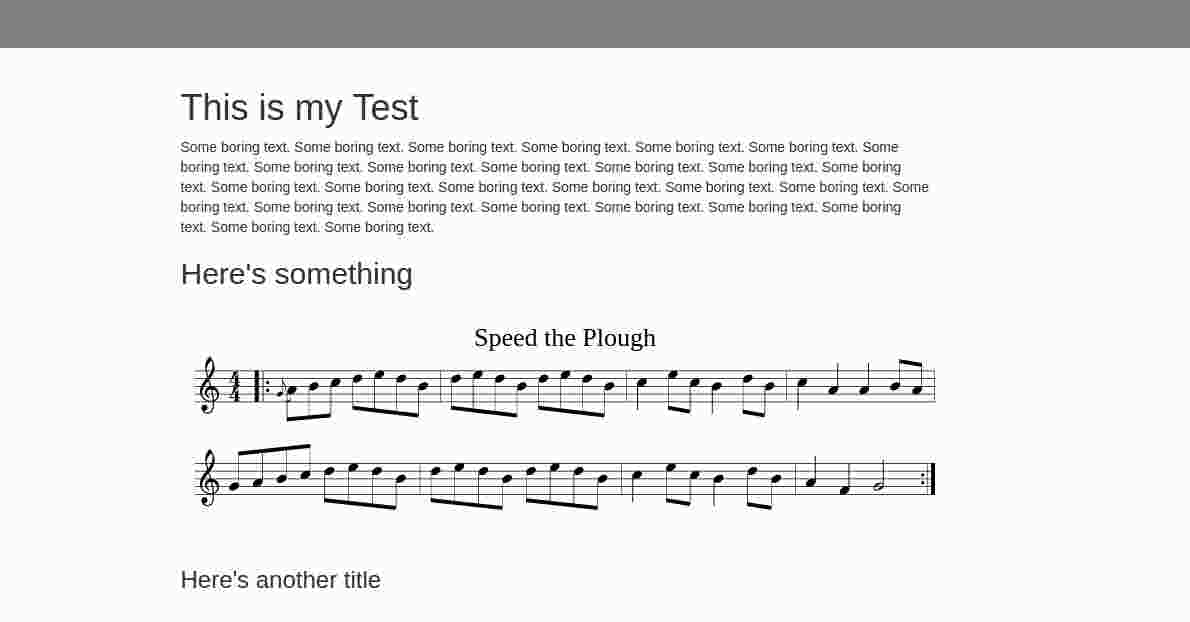 This is my Test
Some boring text. Some boring text. Some boring text. Some boring text. Some boring text. Some boring text. Some
boring text. Some boring text. Some boring text. Some boring text. Some boring text. Some boring text. Some boring
text. Some boring text. Some boring text. Some boring text. Some boring text. Some boring text. Some boring text. Some
boring text. Some boring text. Some boring text. Some boring text. Some boring text. Some boring text. Some boring
text. Some boring text. Some boring text.
Here's something
Speed the Plough
4
4
Here's another title